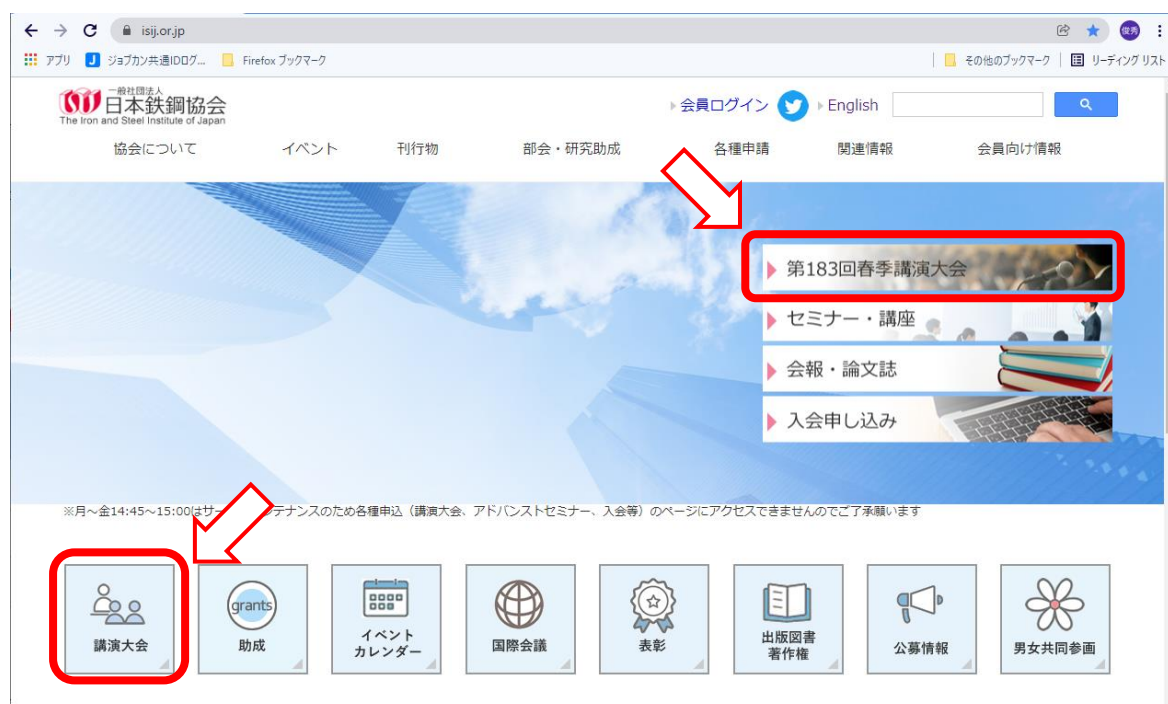 isij.or.jp
俊秀
アプリ
ジョブカン共通IDログ...
Firefox ブックマーク
その他のブックマーク
リーディング リスト
一般社団法人
日本鉄鋼協会
The Iron and Steel Institute of Japan
会員ログイン
English
協会について イベント 刊行物 部会・研究助成 各種申請 関連情報 会員向け情報
第183回春季講演大会
セミナー・講座
会報・論文誌
入会申し込み
※月~金14:45~15:00はサー テナンスのため各種申込（講演大会、アドバンストセミナー、入会等）のページにアクセスできませんのでご了承願います
講演大会
grants
助成
イベント
カレンダー
国際会議
表彰
出版図書
著作権
公募情報
男女共同参画